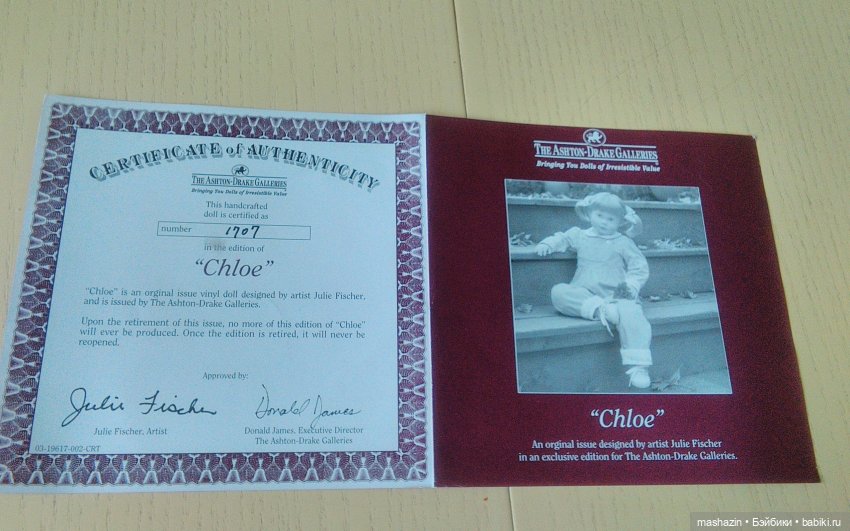 CERTIFICATE of AUTHENTICITY
THE ASHTON-DRAKE GALLERIES
Bringing You Dolls of Irresistible Value
This handcrafted
doll is certified as
number 1707
in the edition of
“Chloe”
“Chloe” is an orginal issue vinyl doll designed by artist Julie Fischer,
and is issued by The Ashton-Drake Galleries.
Upon the retirement of this issue, no more of this edition of “Chloe”
will ever be produced. Once the edition is retired, it will never be
reopened.
Approved by:
Julie Fischer
Donald James
Julie Fischer, Artist
Donald James, Executive Director
The Ashton-Drake Galleries
03-19617-002-CRT
THE ASHTON-DRAKE GALLERIES
Bringing You Dolls of Irresistible Value
“Chloe”
An orginal issue designed by artist Julie Fischer
in an exclusive edition for The Ashton-Drake Galleries.
mashazin • Бэйбики • babiki.ru